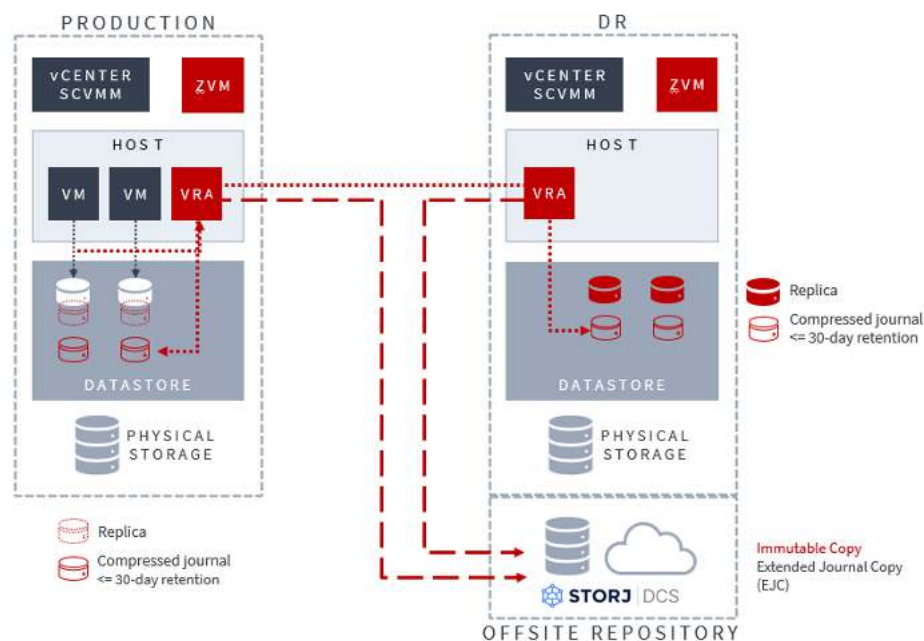 PRODUCTION
vCENTER
SCVMM
ZVM
HOST
VM
VM
VRA
DATASTORE
PHYSICAL
STORAGE
Replica
Compressed journal
<= 30-day retention
DR
vCENTER
SCVMM
ZVM
HOST
VRA
DATASTORE
PHYSICAL
STORAGE
Replica
Compressed journal
<= 30-day retention
STORJ | DCS
OFFSITE REPOSITORY
Immutable Copy
Extended Journal Copy
(EJC)